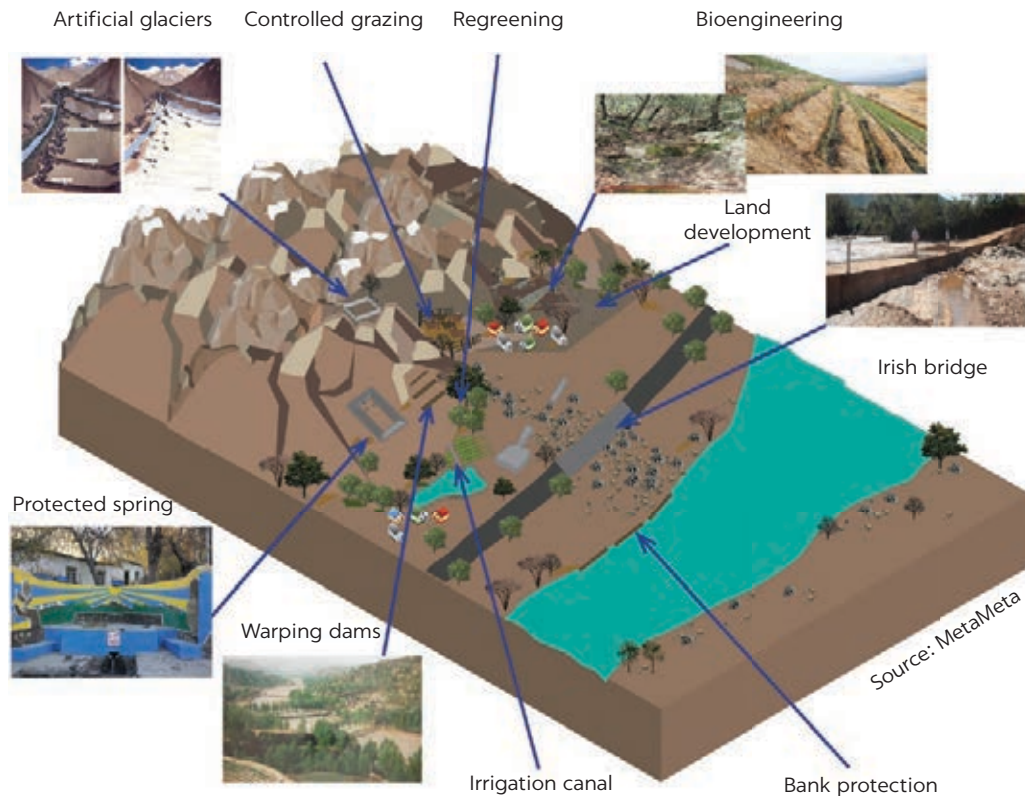 Artificial glaciers
Controlled grazing
Regreening
Bioengineering
Land
development
Irish bridge
Protected spring
Warping dams
Source: MetaMeta
Irrigation canal
Bank protection